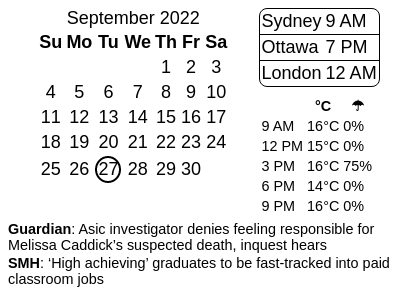 September 2022
Su Mo Tu We Th Fr Sa
1 2 3
4 5 6 7 8 9 10
11 12 13 14 15 16 17
18 19 20 21 22 23 24
25 26 27 28 29 30
Sydney 9 AM
Ottawa 7 PM
London 12 AM
°C ☂
9 AM 16°C 0%
12 PM 15°C 0%
3 PM 16°C 75%
6 PM 14°C 0%
9 PM 16°C 0%
Guardian: Asic investigator denies feeling responsible for
Melissa Caddick’s suspected death, inquest hears
SMH: ‘High achieving’ graduates to be fast-tracked into paid
classroom jobs